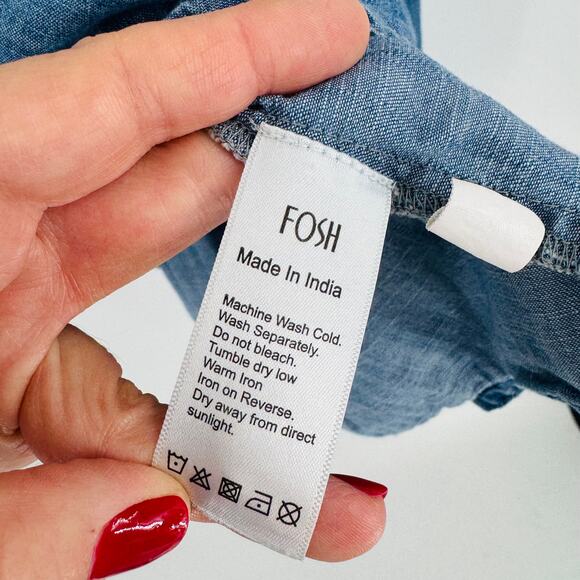 FOSH
Made In India
Machine Wash Cold.
Wash Separately.
Do not bleach.
Tumble dry low
Warm Iron
Iron on Reverse.
Dry away from direct
sunlight.